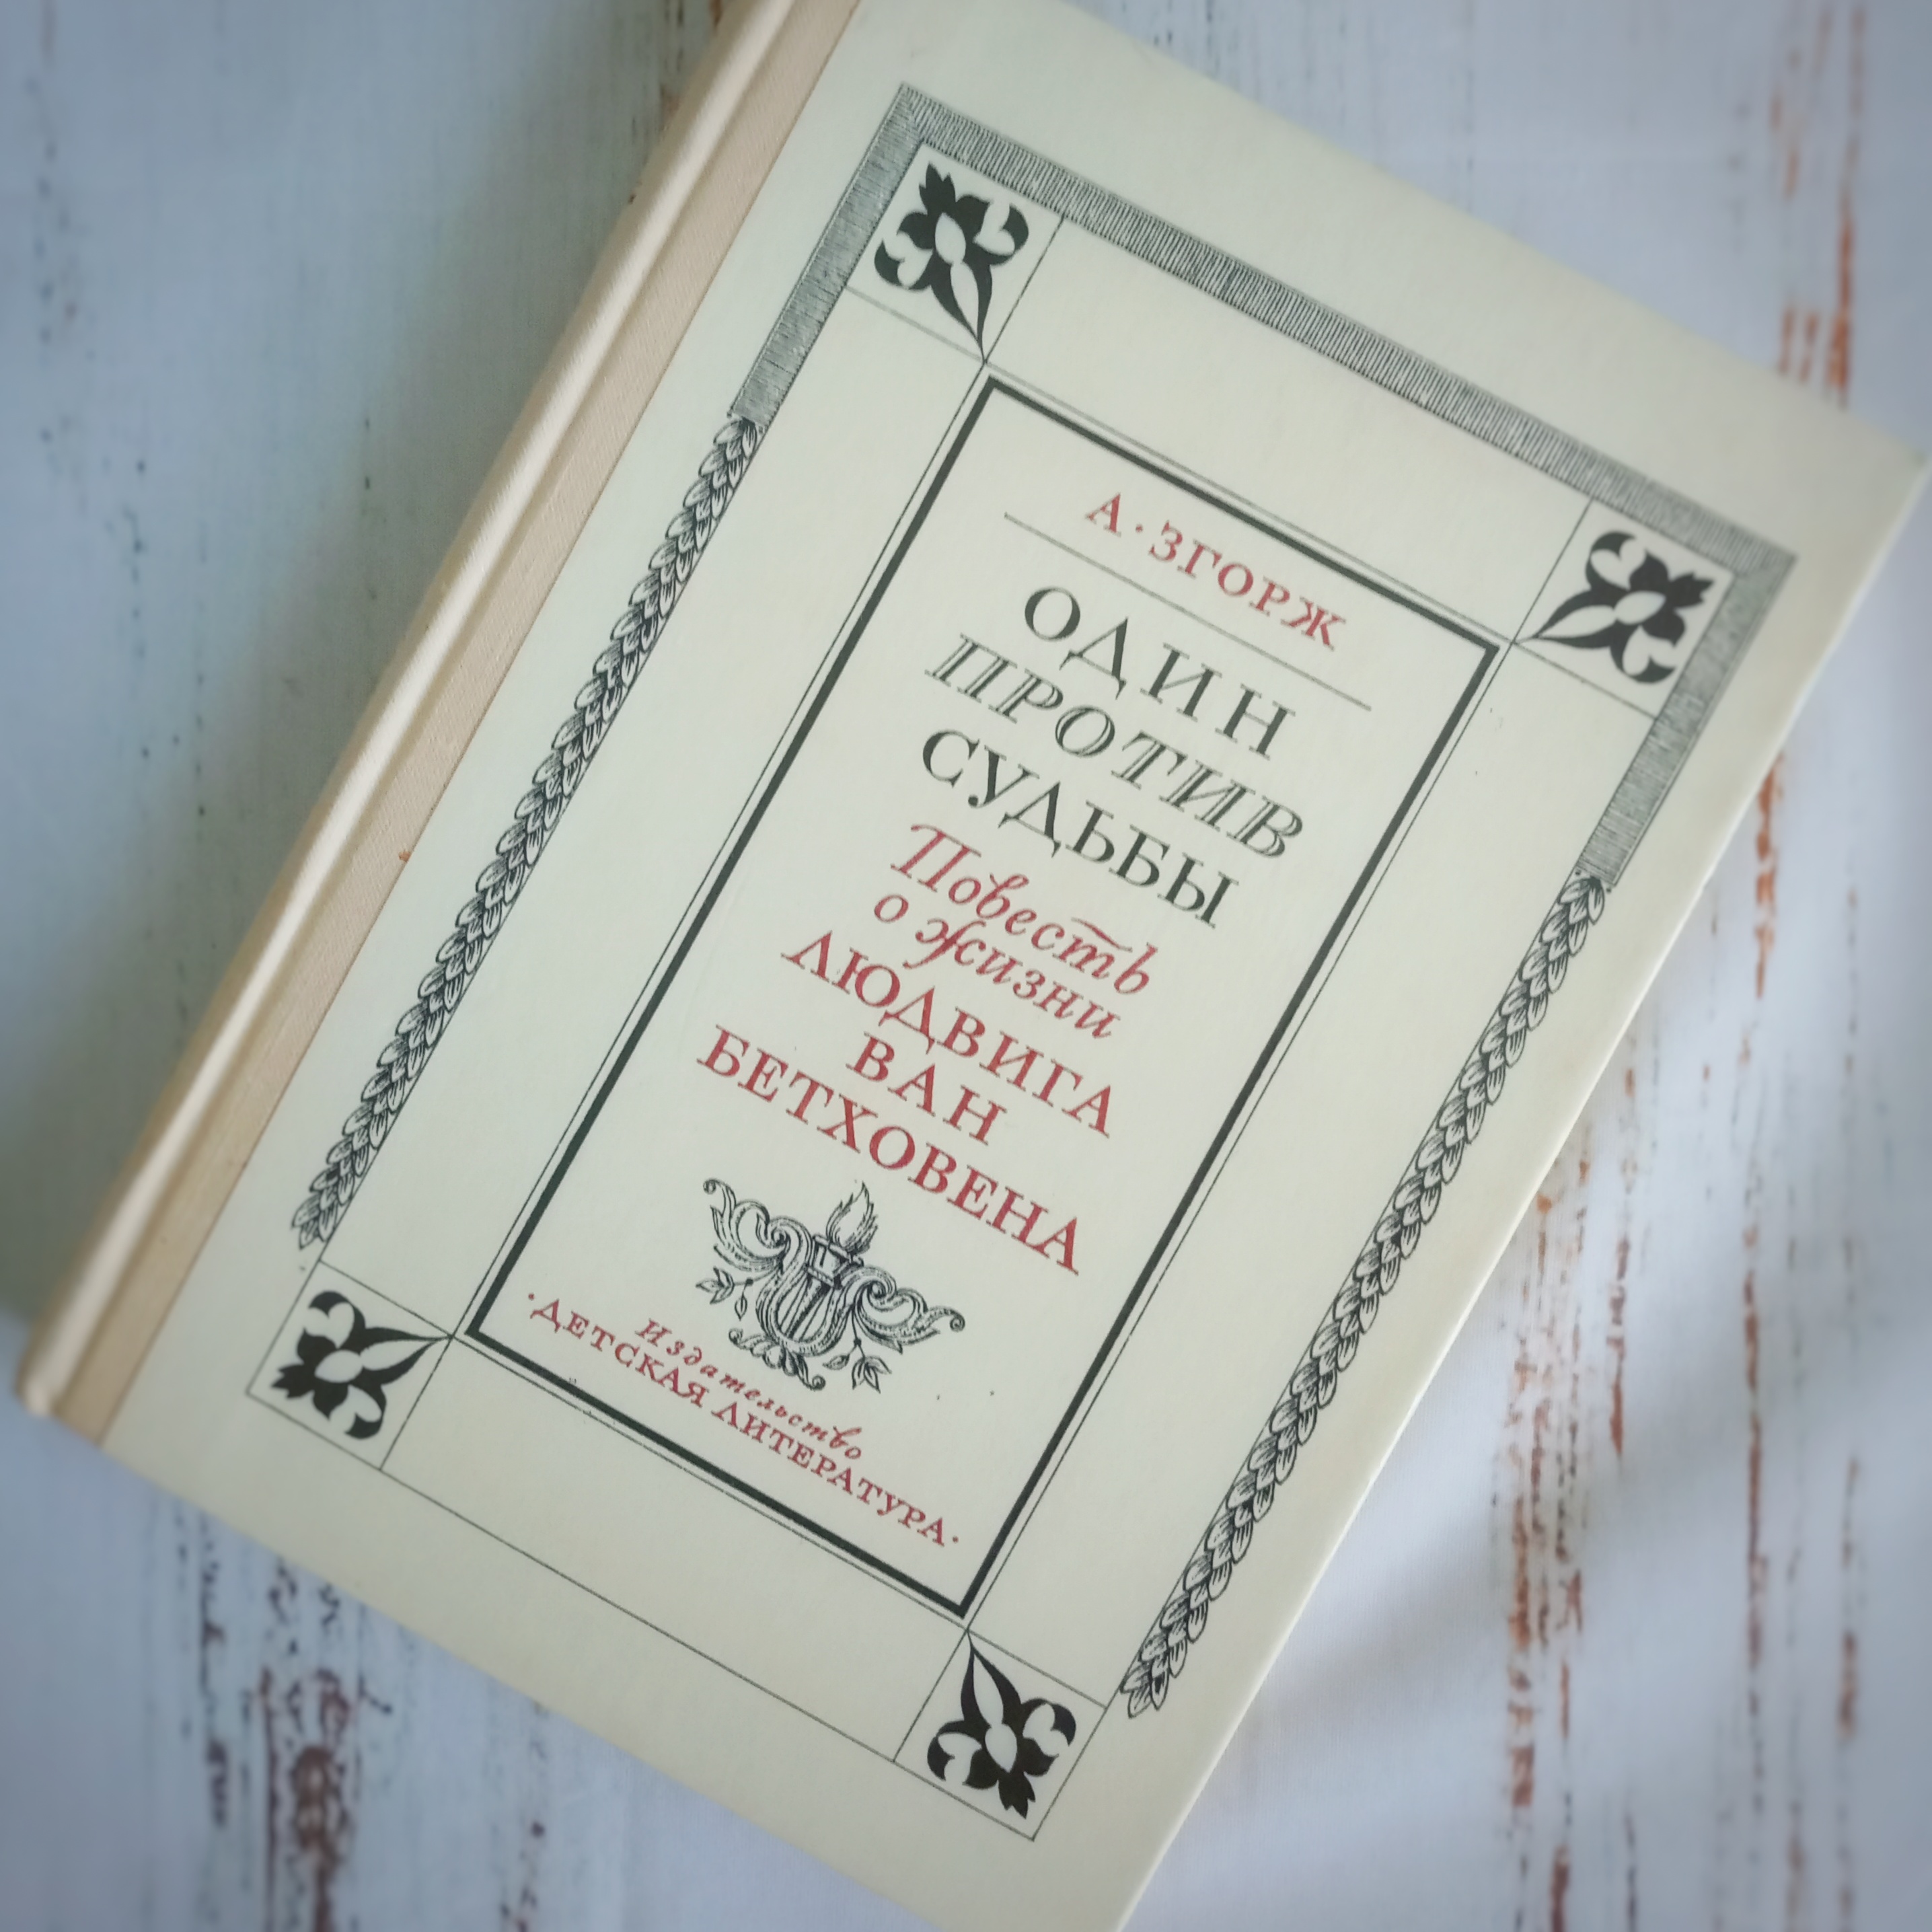 А·ЗГОРЖ
ОДИН
ПРОТИВ
СУДЬБЫ
Повесть
о жизни
ЛЮДВИГА
ВАН
БЕТХОВЕНА
Издательство
·ДЕТСКАЯ ЛИТЕРАТУРА·